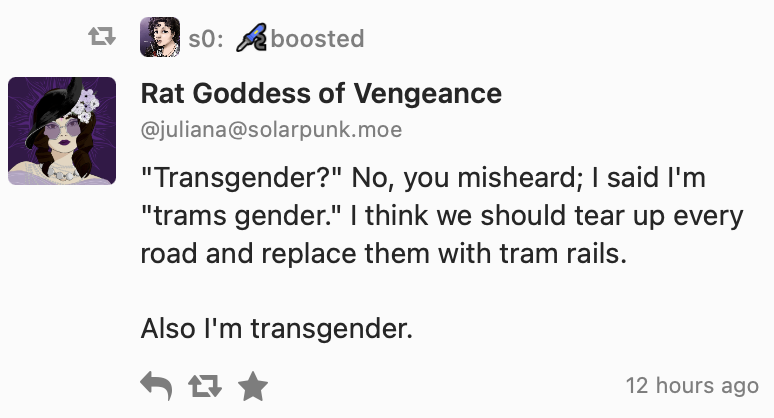 s0: boosted
Rat Goddess of Vengeance
@juliana@solarpunk.moe
"Transgender?" No, you misheard; I said I'm
"trams gender." I think we should tear up every
road and replace them with tram rails.
Also I'm transgender.
12 hours ago